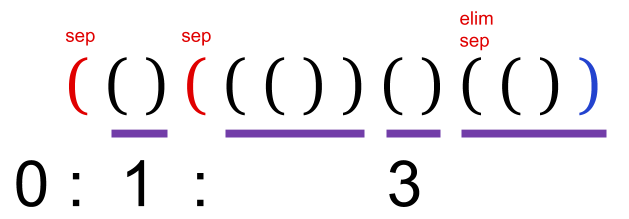 elim
sep sep sep
( ( ) ( ( ( ) ) ( ) ( ( ) )
0 : 1 : 3